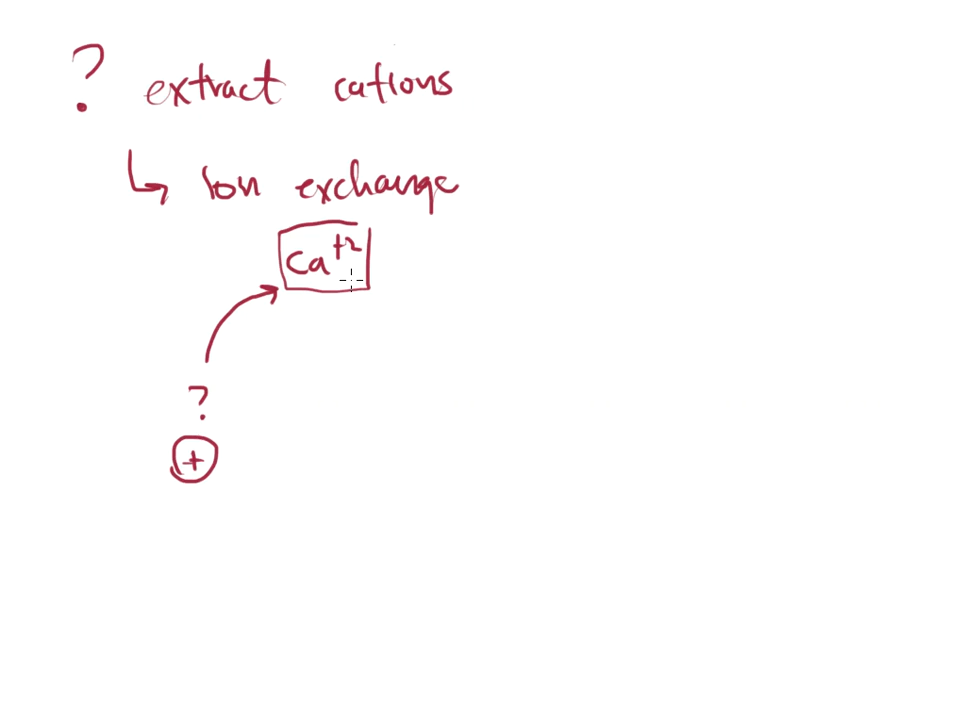 ? extract cations
↳ Ion exchange
Ca+2
?
+